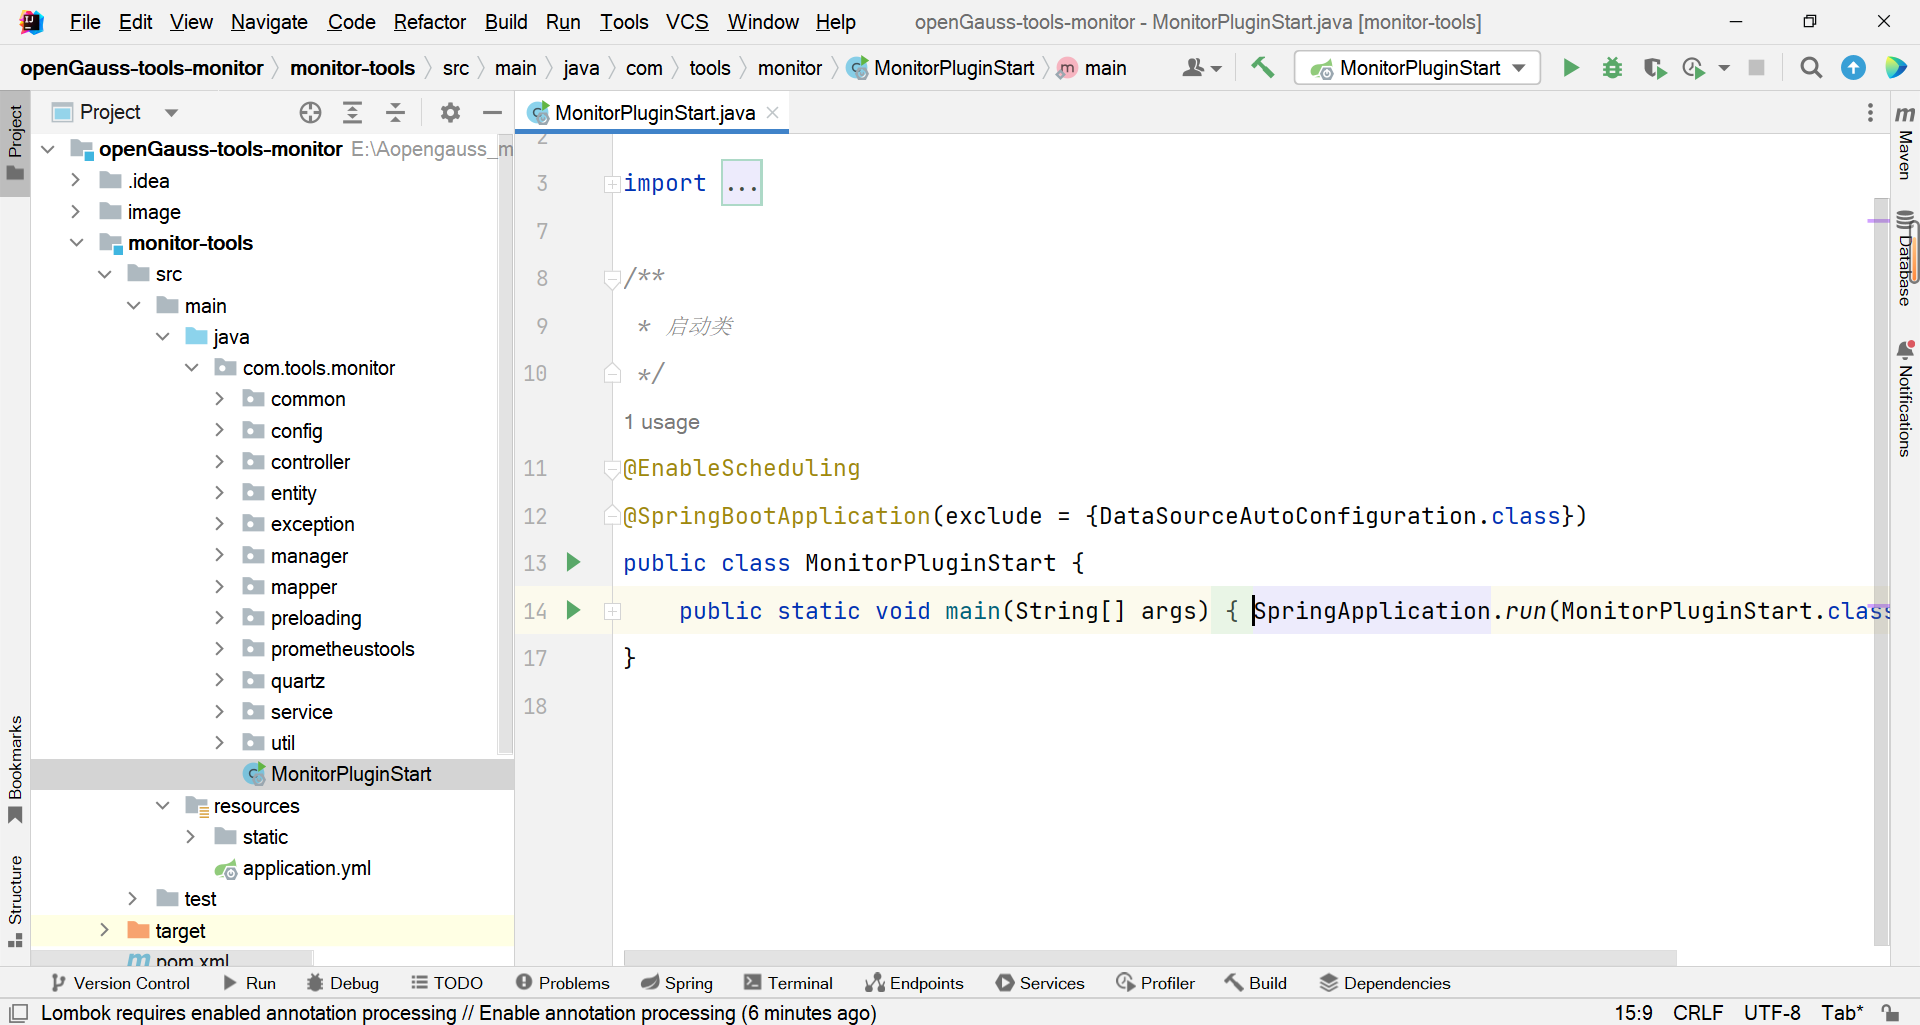 File Edit View Navigate Code Refactor Build Run Tools VCS Window Help openGauss-tools-monitor - MonitorPluginStart.java [monitor-tools]
openGauss-tools-monitor monitor-tools src main java com tools monitor MonitorPluginStart m main MonitorPluginStart
Project
MonitorPluginStart.java
Project
Bookmarks
Structure
openGauss-tools-monitor E:\Aopengauss_m
.idea
image
monitor-tools
src
main
java
com.tools.monitor
common
config
controller
entity
exception
manager
mapper
preloading
prometheustools
quartz
service
util
MonitorPluginStart
resources
static
application.yml
test
target
m pom.xml
2
3 import ...
7
8 /**
9 * 启动类
10 */
1 usage
11 @EnableScheduling
12 @SpringBootApplication(exclude = {DataSourceAutoConfiguration.class})
13 public class MonitorPluginStart {
14 public static void main(String[] args) { SpringApplication.run(MonitorPluginStart.class
17 }
18
m Maven
Database
Notifications
Version Control Run Debug TODO Problems Spring Terminal Endpoints Services Profiler Build Dependencies
Lombok requires enabled annotation processing // Enable annotation processing (6 minutes ago) 15:9 CRLF UTF-8 Tab*